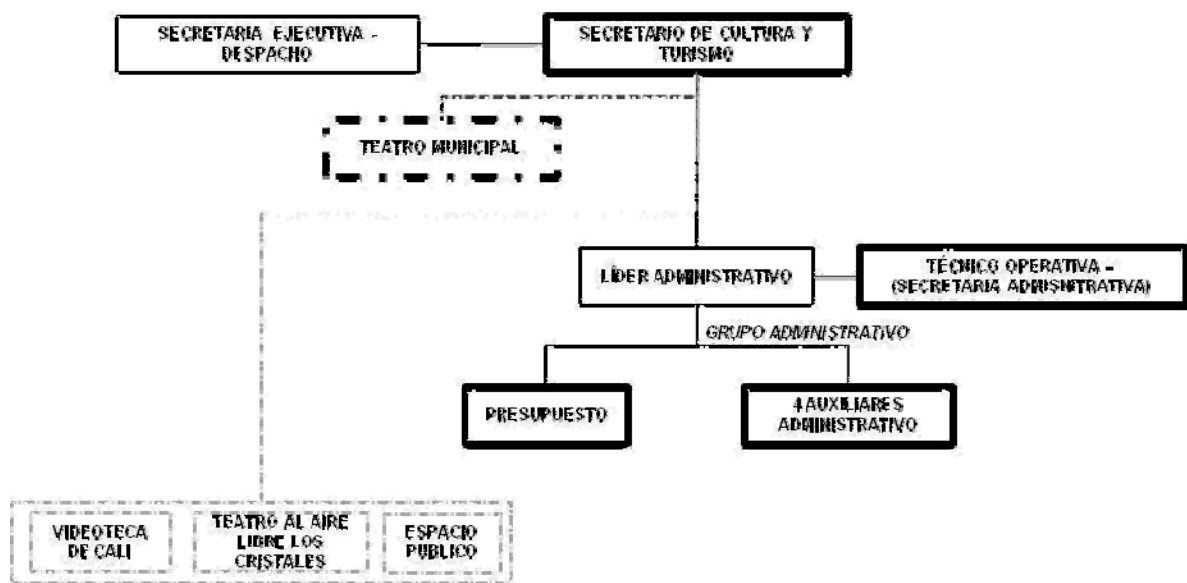 SECRETARIA EJECUTIVA -
DESPACHO
SECRETARIO DE CULTURA Y
TURISMO
TEATRO MUNICIPAL
LÍDER ADMINISTRATIVO
TÉCNICO OPERATIVA –
(SECRETARIA ADMISNITRATIVA)
GRUPO ADMINISTRATIVO
PRESUPUESTO
4 AUXILIARES
ADMINISTRATIVO
VIDEOTECA
DE CALI
TEATRO AL AIRE
LIBRE LOS
CRISTALES
ESPACIO
PUBLICO